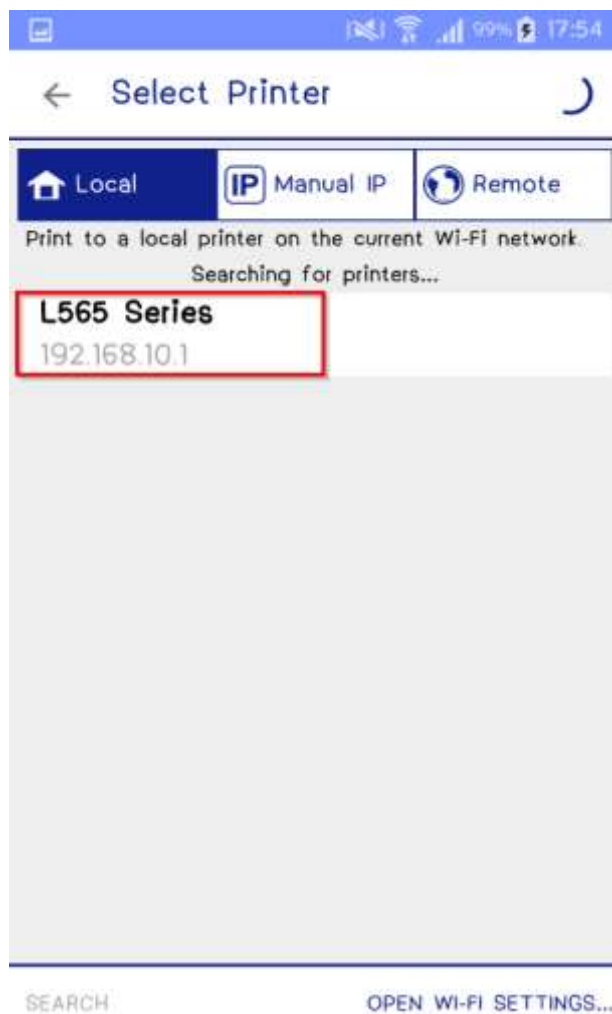 99% 17:54
Select Printer
Local IP Manual IP Remote
Print to a local printer on the current Wi-Fi network.
Searching for printers...
L565 Series
192.168.10.1
SEARCH OPEN WI-FI SETTINGS...